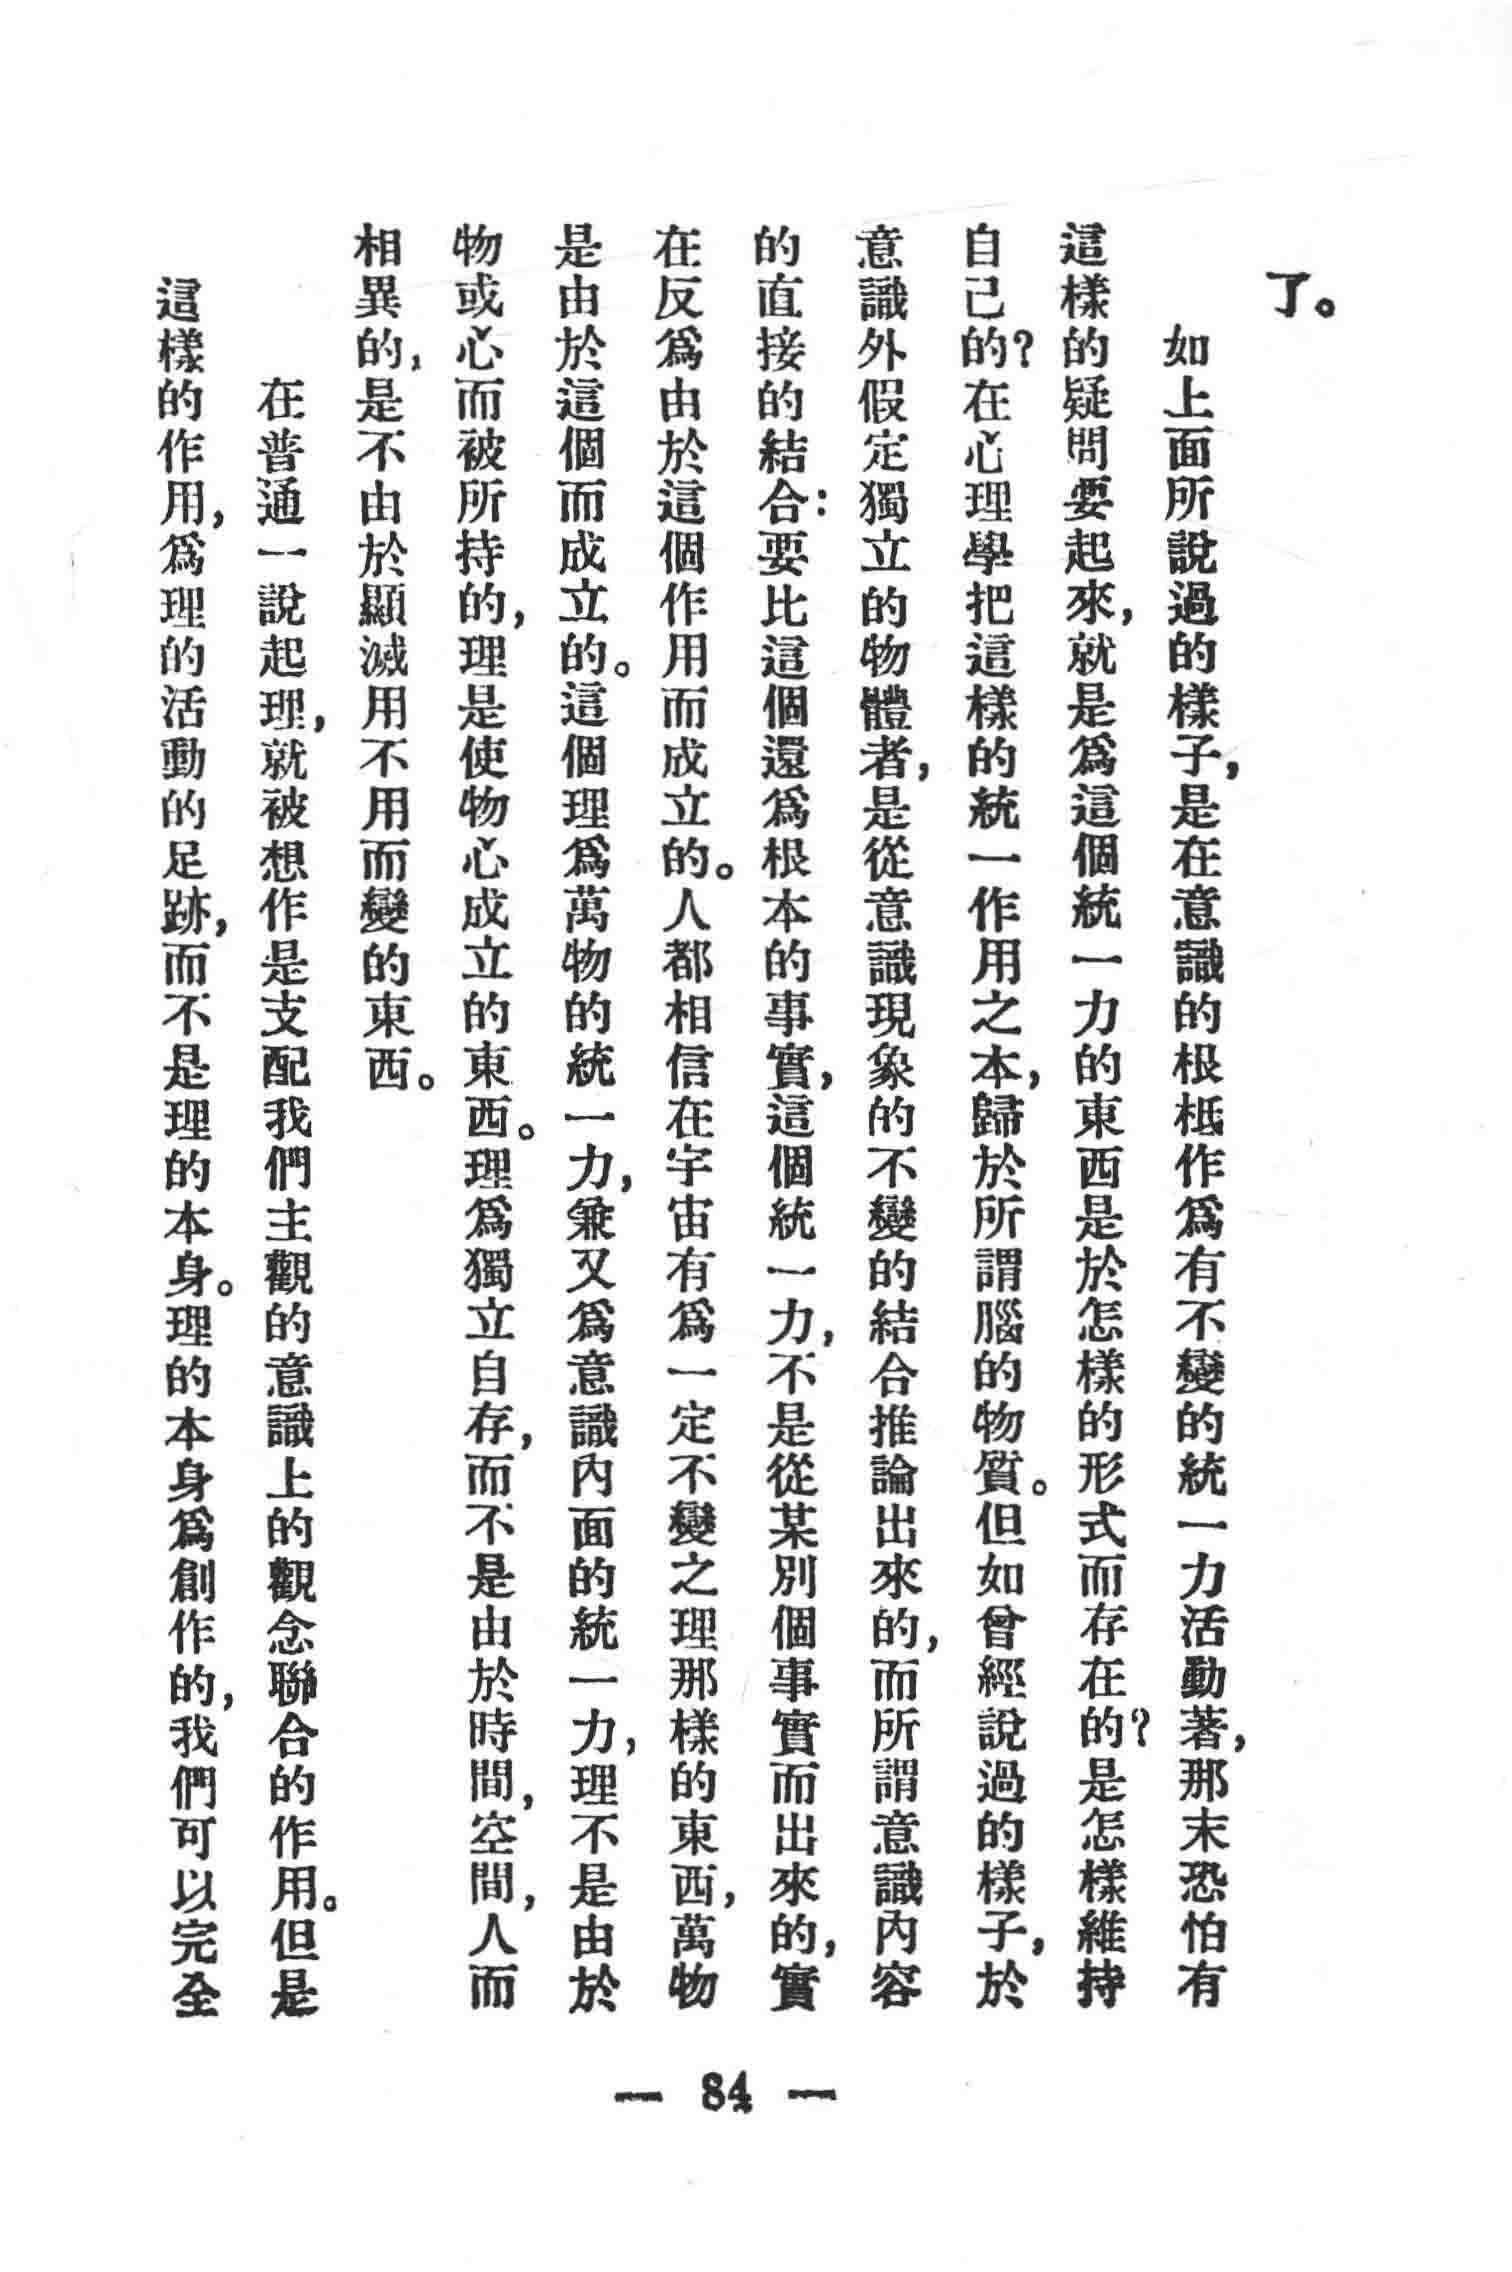 了。
如上面所說過的樣子，是在意識的根柢作爲有不變的統一力活動著，那末恐怕有
這樣的疑問要起來，就是爲這個統一力的東西是於怎樣的形式而存在的？是怎樣維持
自己的？在心理學把這樣的統一作用之本，歸於所謂腦的物質。但如曾經說過的樣子，於
意識外假定獨立的物體者，是從意識現象的不變的結合推論出來的，而所謂意識內容
的直接的結合：要比這個還爲根本的事實，這個統一力，不是從某別個事實而出來的，實
在反爲由於這個作用而成立的。人都相信在宇宙有爲一定不變之理那樣的東西，萬物
是由於這個而成立的。這個理爲萬物的統一力，兼又爲意識內面的統一力，理不是由於
物或心而被所持的，理是使物心成立的東西。理爲獨立自存，而不是由於時間，空間，人而
相異的，是不由於顯滅用不用而變的東西。
在普通一說起理，就被想作是支配我們主觀的意識上的觀念聯合的作用。但是
這樣的作用，爲理的活動的足跡，而不是理的本身。理的本身爲創作的，我們可以完全
— 84 —